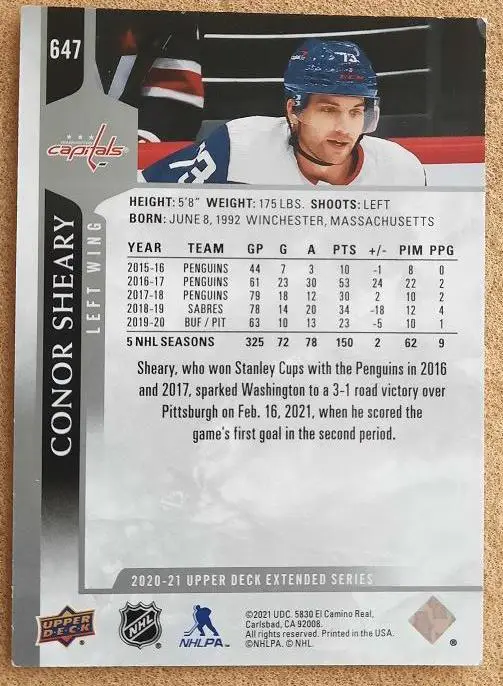 647
73
73
CCM
capitals
CONOR SHEARY
LEFT WING
HEIGHT: 5'8" WEIGHT: 175 LBS. SHOOTS: LEFT
BORN: JUNE 8, 1992 WINCHESTER, MASSACHUSETTS
YEAR TEAM GP G A PTS +/- PIM PPG
2015-16 PENGUINS 44 7 3 10 -1 8 0
2016-17 PENGUINS 61 23 30 53 24 22 2
2017-18 PENGUINS 79 18 12 30 2 10 2
2018-19 SABRES 78 14 20 34 -18 12 4
2019-20 BUF / PIT 63 10 13 23 -5 10 1
5 NHL SEASONS 325 72 78 150 2 62 9
Sheary, who won Stanley Cups with the Penguins in 2016
and 2017, sparked Washington to a 3-1 road victory over
Pittsburgh on Feb. 16, 2021, when he scored the
game's first goal in the second period.
2020-21 UPPER DECK EXTENDED SERIES
UPPER DECK
NHL
NHLPA
©2021 UDC. 5830 El Camino Real,
Carlsbad, CA 92008.
All rights reserved. Printed in the USA.
©NHLPA. © NHL.
®